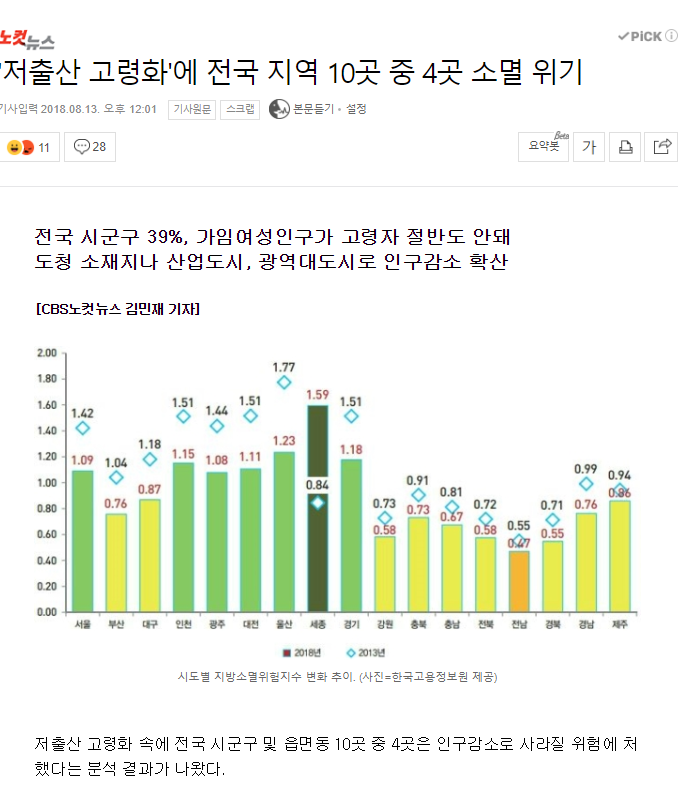 노컷뉴스
PiCK
'저출산 고령화'에 전국 지역 10곳 중 4곳 소멸 위기
기사입력 2018.08.13. 오후 12:01 기사원문 스크랩 본문듣기 · 설정
11 28 요약봇 Beta 가
전국 시군구 39%, 가임여성인구가 고령자 절반도 안돼
도청 소재지나 산업도시, 광역대도시로 인구감소 확산
[CBS노컷뉴스 김민재 기자]
2.00
1.80
1.60
1.40
1.20
1.00
0.80
0.60
0.40
0.20
0.00
1.42 1.04 1.18 1.51 1.44 1.51 1.77 0.84 1.51 0.73 0.91 0.81 0.72 0.55 0.71 0.99 0.94
1.09 0.76 0.87 1.15 1.08 1.11 1.23 1.59 1.18 0.58 0.73 0.67 0.58 0.47 0.55 0.76 0.86
서울 부산 대구 인천 광주 대전 울산 세종 경기 강원 충북 충남 전북 전남 경북 경남 제주
2018년 2013년
시도별 지방소멸위험지수 변화 추이. (사진=한국고용정보원 제공)
저출산 고령화 속에 전국 시군구 및 읍면동 10곳 중 4곳은 인구감소로 사라질 위험에 처
했다는 분석 결과가 나왔다.